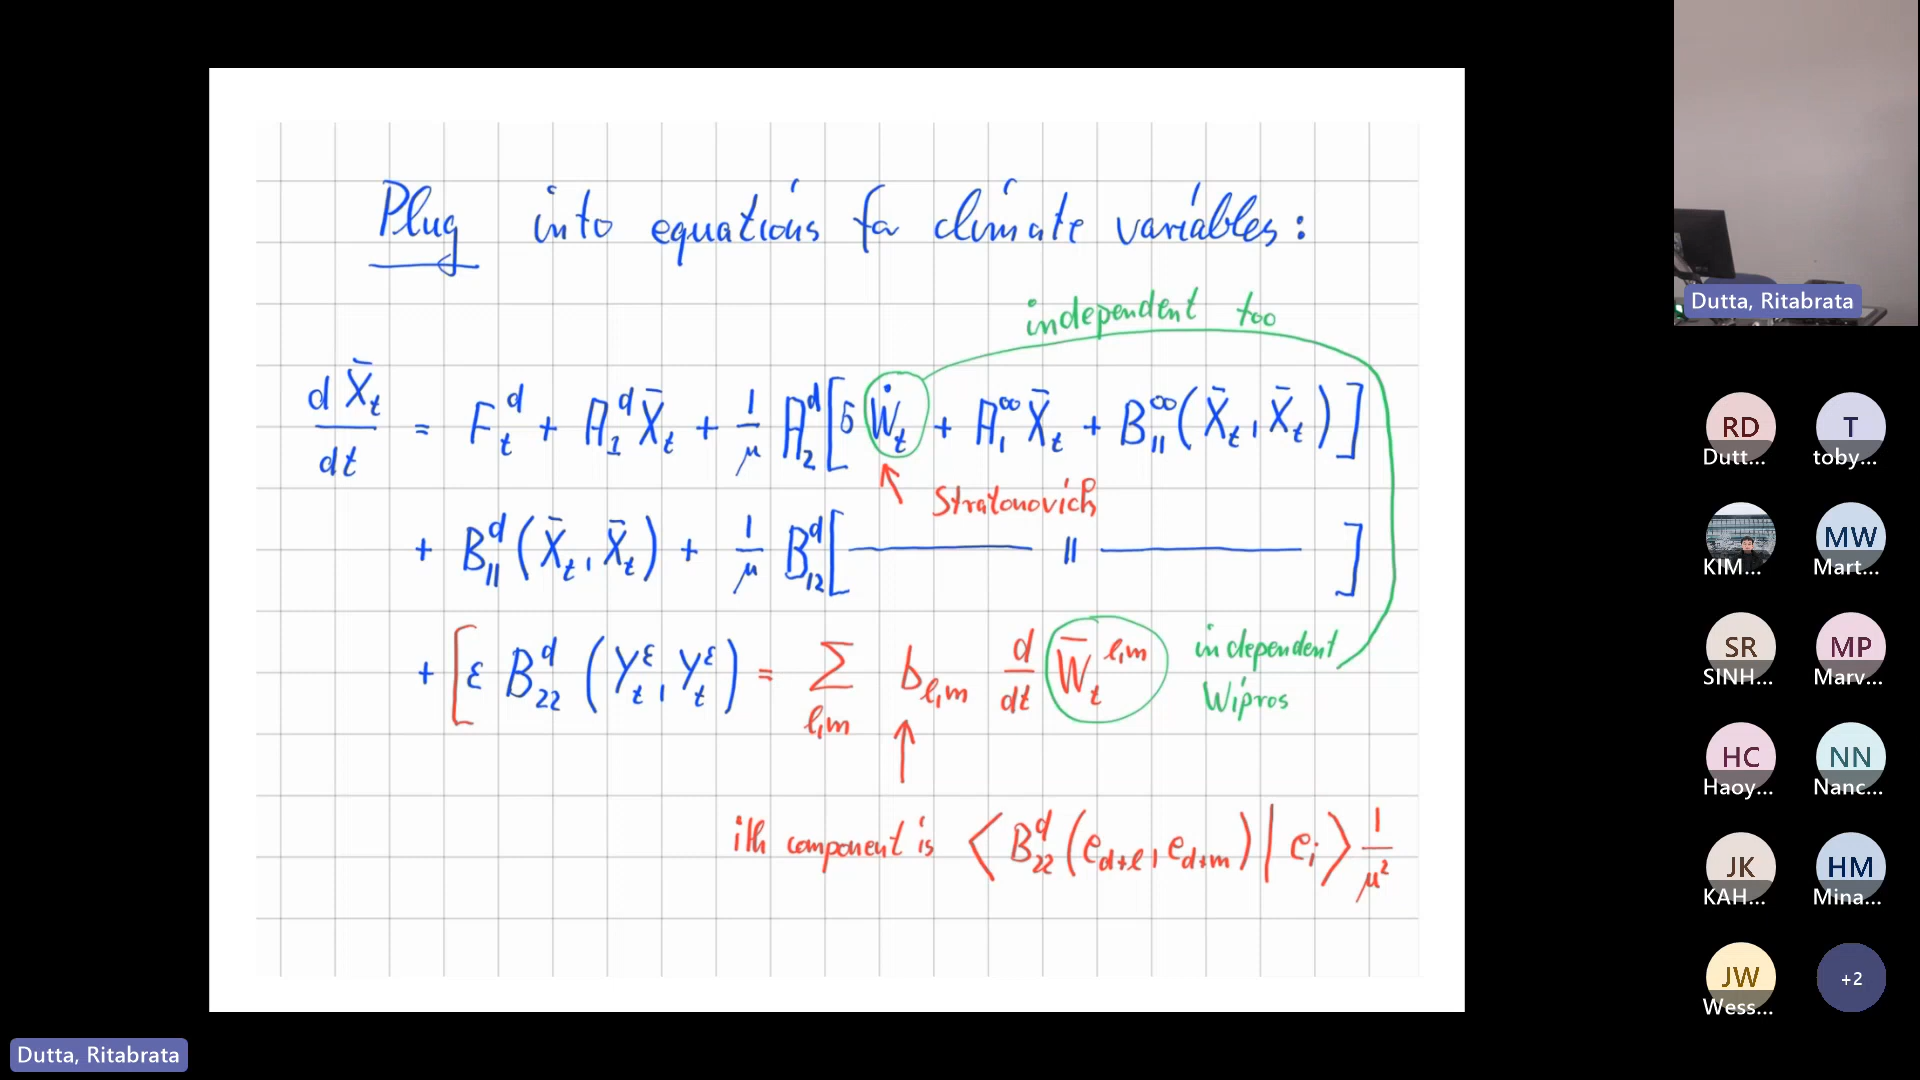 Plug into equations for climate variables:
independent too
d X̄_t / dt = F_t^d + A_1^d X̄_t + 1/μ A_2^d [ σ Ẇ_t + A_1^∞ X̄_t + B_11^∞ (X̄_t, X̄_t) ]
Stratonovich
+ B_11^d (X̄_t, X̄_t) + 1/μ B_12^d [ —— 〃 —— ]
+ [ ε B_22^d (Y_t^ε, Y_t^ε) = Σ_{l,m} b_{l,m} d/dt W̄_t^{l,m}
independent
Wipros
ith component is ⟨ B_22^d (e_{d+l}, e_{d+m}) | e_i ⟩ 1/μ²
Dutta, Ritabrata
RD
Dutt...
T
toby...
KIM...
MW
Mart...
SR
SINH...
MP
Marv...
HC
Haoy...
NN
Nanc...
JK
KAH...
HM
Mina...
JW
Wess...
+2
Dutta, Ritabrata